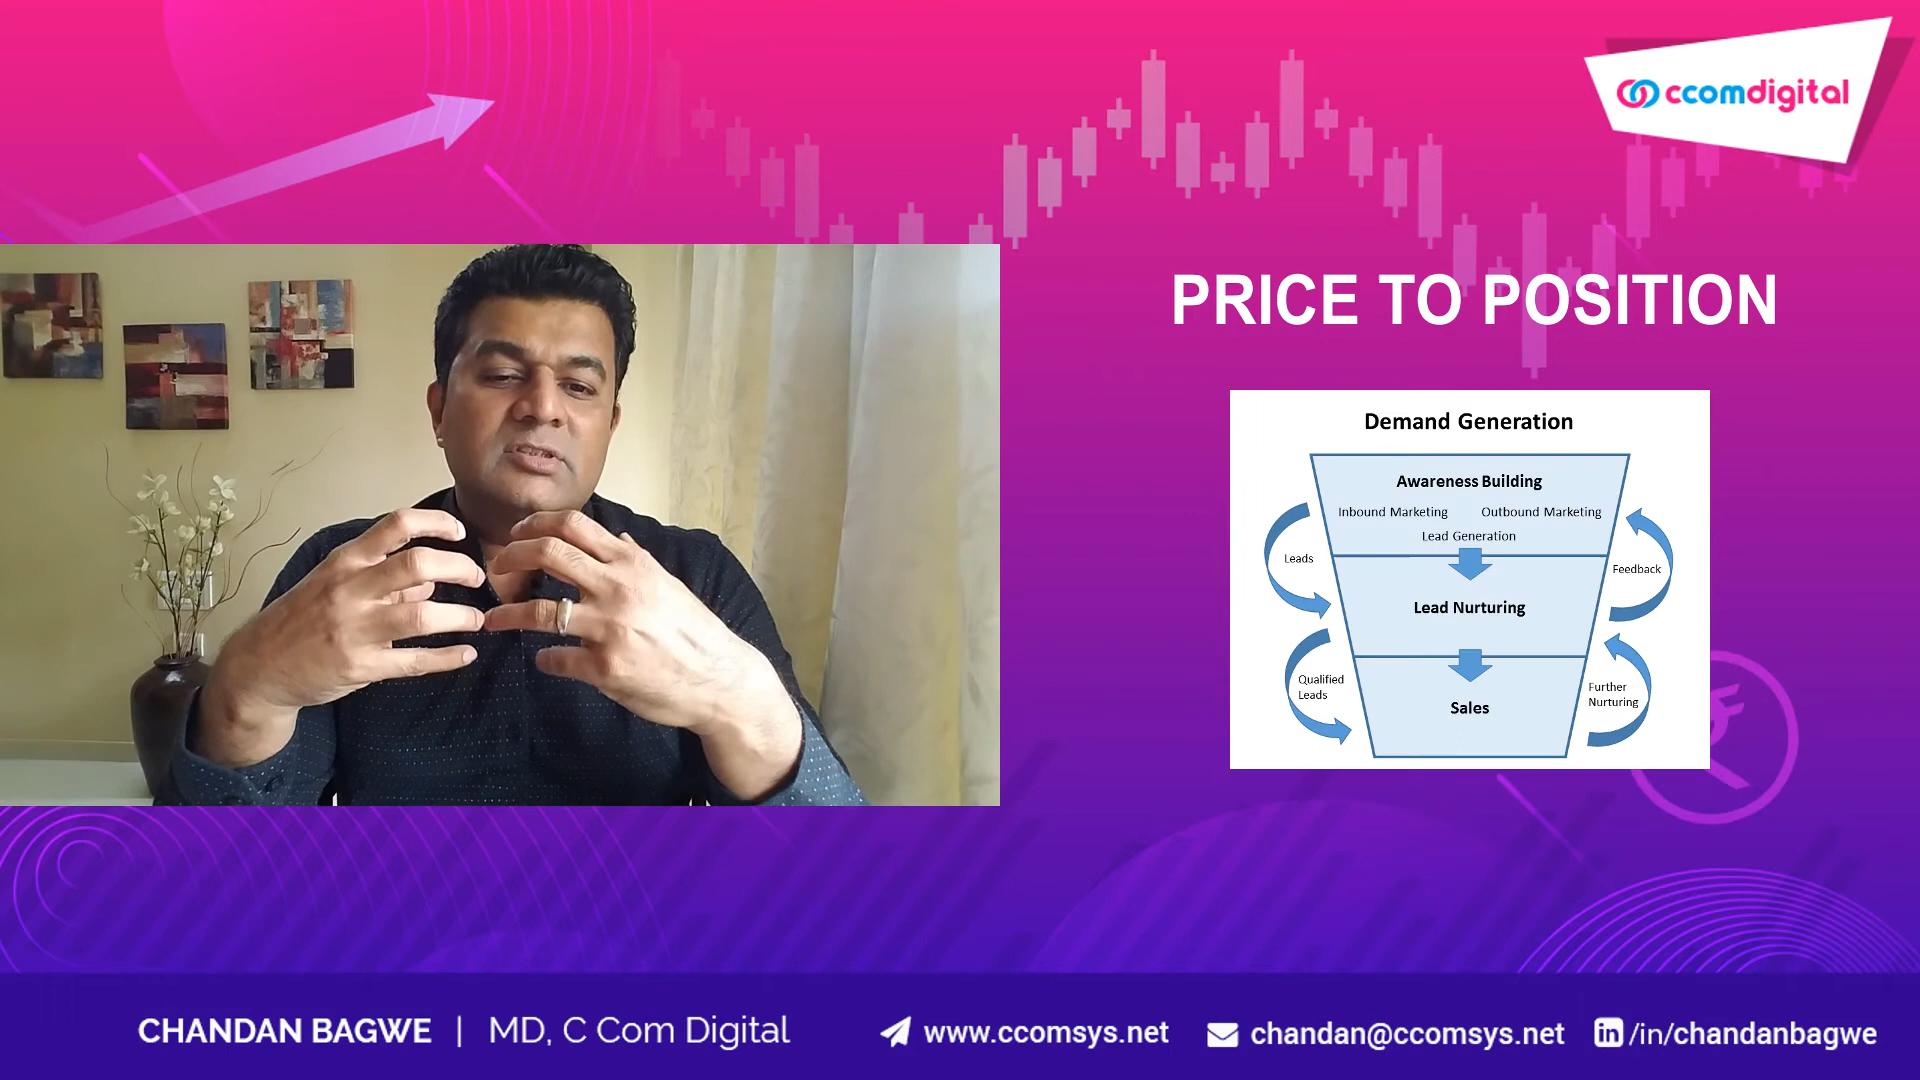 ccomdigital
PRICE TO POSITION
Demand Generation
Awareness Building
Inbound Marketing Outbound Marketing
Lead Generation
Leads
Feedback
Lead Nurturing
Qualified
Leads
Further
Nurturing
Sales
CHANDAN BAGWE | MD, C Com Digital www.ccomsys.net chandan@ccomsys.net in /in/chandanbagwe